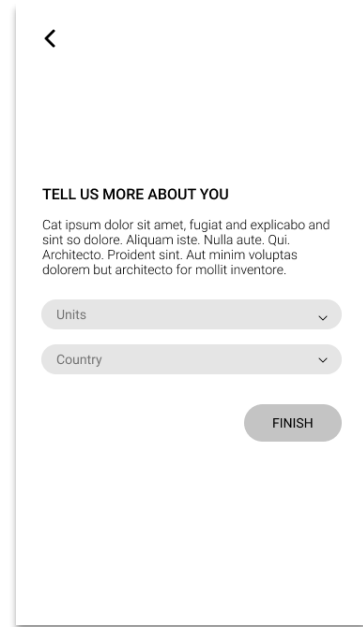 TELL US MORE ABOUT YOU
Cat ipsum dolor sit amet, fugiat and explicabo and
sint so dolore. Aliquam iste. Nulla aute. Qui.
Architecto. Proident sint. Aut minim voluptas
dolorem but architecto for mollit inventore.
Units
Country
FINISH